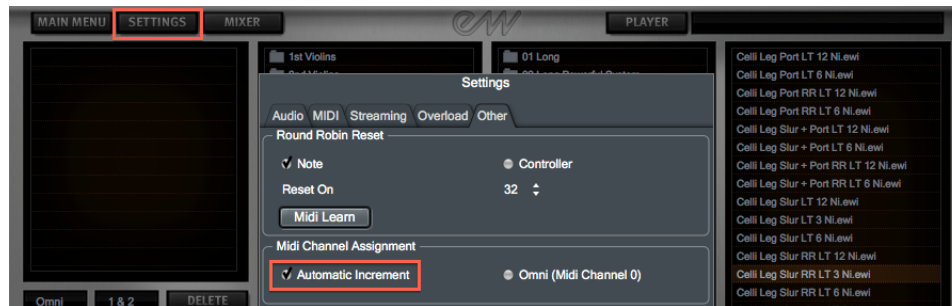 MAIN MENU SETTINGS MIXER EW PLAYER
1st Violins
01 Long
Settings
Audio MIDI Streaming Overload Other
Round Robin Reset
Note Controller
Reset On 32
Midi Learn
Midi Channel Assignment
Automatic Increment Omni (Midi Channel 0)
Omni 1 & 2 DELETE
Celli Leg Port LT 12 Ni.ewi
Celli Leg Port LT 6 Ni.ewi
Celli Leg Port RR LT 12 Ni.ewi
Celli Leg Port RR LT 6 Ni.ewi
Celli Leg Slur + Port LT 12 Ni.ewi
Celli Leg Slur + Port LT 6 Ni.ewi
Celli Leg Slur + Port RR LT 12 Ni.ewi
Celli Leg Slur + Port RR LT 6 Ni.ewi
Celli Leg Slur LT 12 Ni.ewi
Celli Leg Slur LT 3 Ni.ewi
Celli Leg Slur LT 6 Ni.ewi
Celli Leg Slur RR LT 12 Ni.ewi
Celli Leg Slur RR LT 3 Ni.ewi
Celli Leg Slur RR LT 6 Ni.ewi